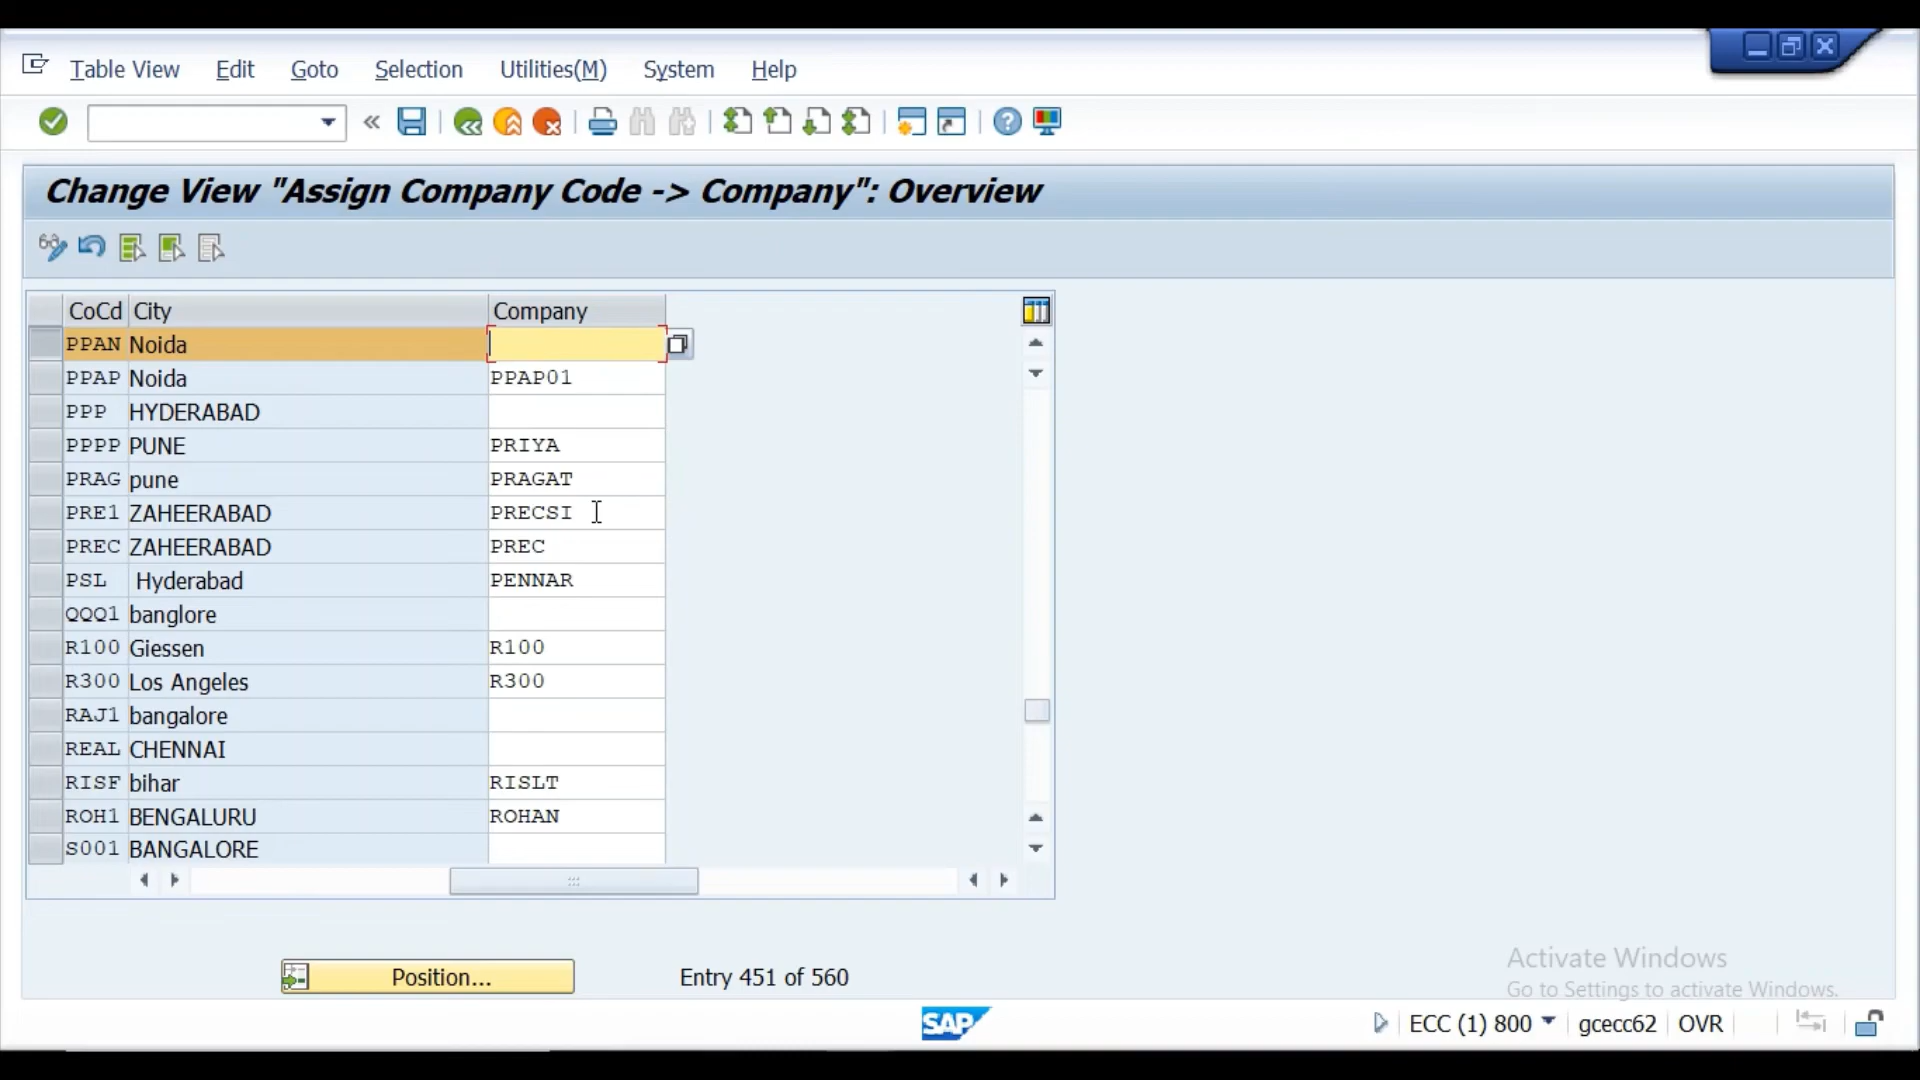 Table View Edit Goto Selection Utilities(M) System Help
Change View "Assign Company Code -> Company": Overview
CoCd City Company
PPAN Noida
PPAP Noida PPAP01
PPP HYDERABAD
PPPP PUNE PRIYA
PRAG pune PRAGAT
PRE1 ZAHEERABAD PRECSI
PREC ZAHEERABAD PREC
PSL Hyderabad PENNAR
QQQ1 banglore
R100 Giessen R100
R300 Los Angeles R300
RAJ1 bangalore
REAL CHENNAI
RISF bihar RISLT
ROH1 BENGALURU ROHAN
S001 BANGALORE
Position... Entry 451 of 560
Activate Windows
Go to Settings to activate Windows.
SAP ECC (1) 800 gcecc62 OVR